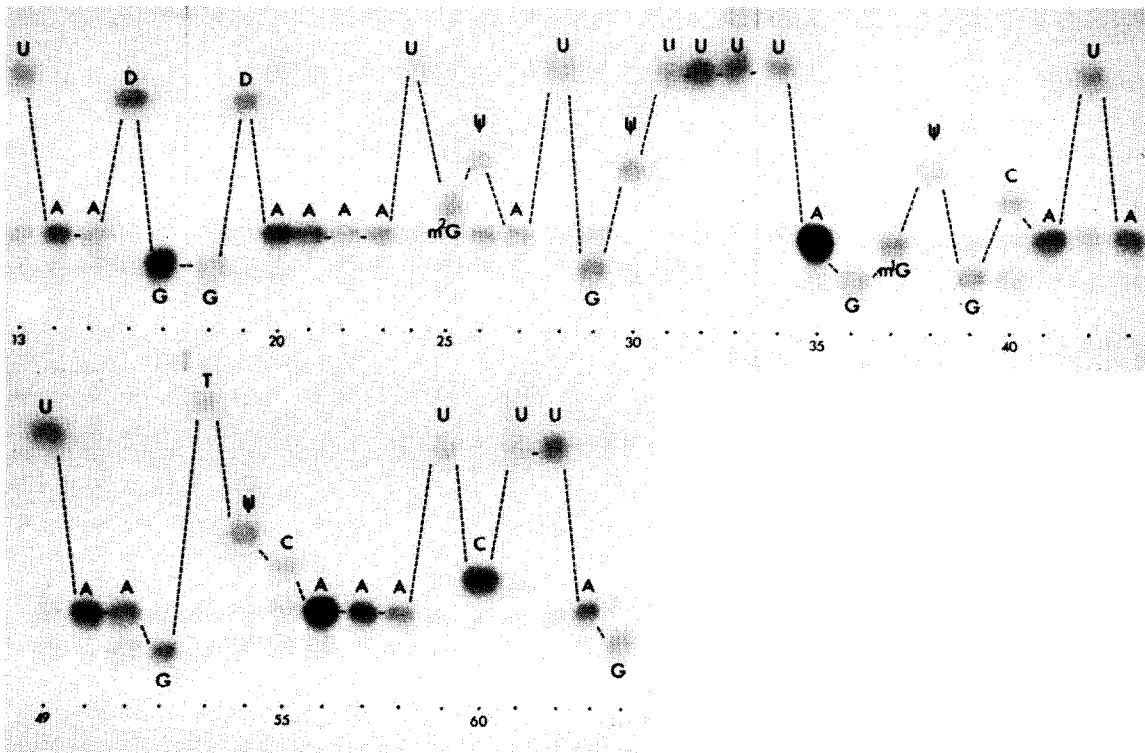 U A A D G G D A A A A U m²G Ψ A U G Ψ U U U U A G m¹G Ψ G C A U A
13 20 25 30 35 40
U A A G T Ψ C A A A U C U U A G
49 55 60